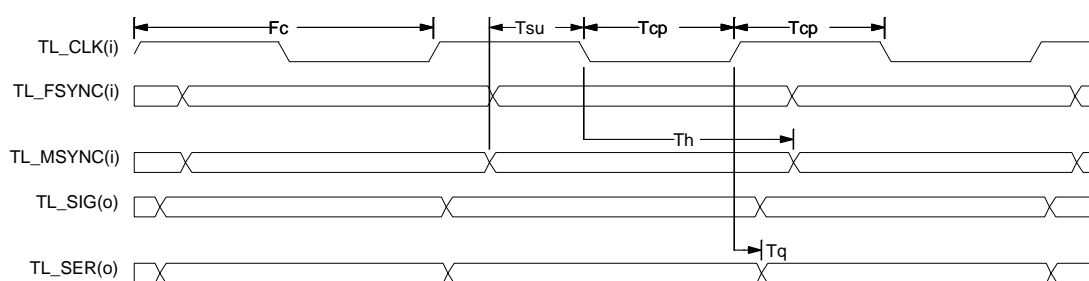 Fc
Tsu
Tcp
Tcp
TL_CLK(i)
TL_FSYNC(i)
Th
TL_MSYNC(i)
TL_SIG(o)
Tq
TL_SER(o)